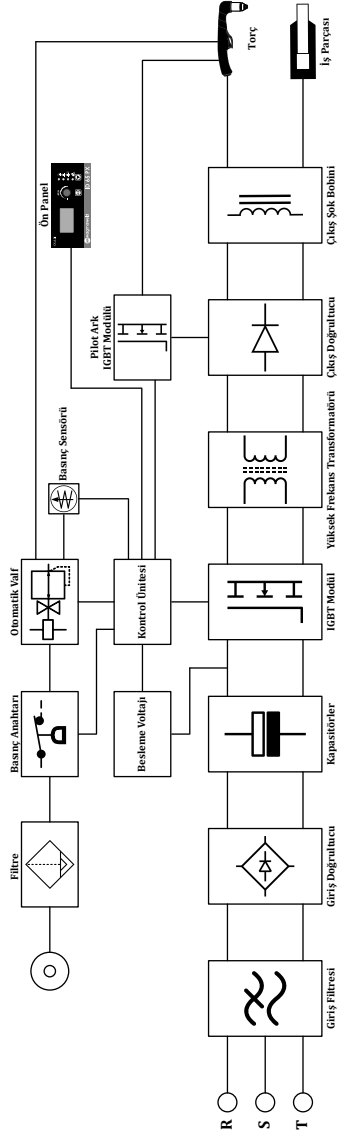 R
S
T
Giriş Filtresi
Giriş Doğrultucu
Kapasitörler
IGBT Modül
Yüksek Frekans Transformatörü
Çıkış Doğrultucu
Çıkış Şok Bobini
İş Parçası
Torç
Filtre
Basınç Anahtarı
Otomatik Valf
Basınç Sensörü
Besleme Voltajı
Kontrol Ünitesi
Pilot Ark
IGBT Modülü
Ön Panel